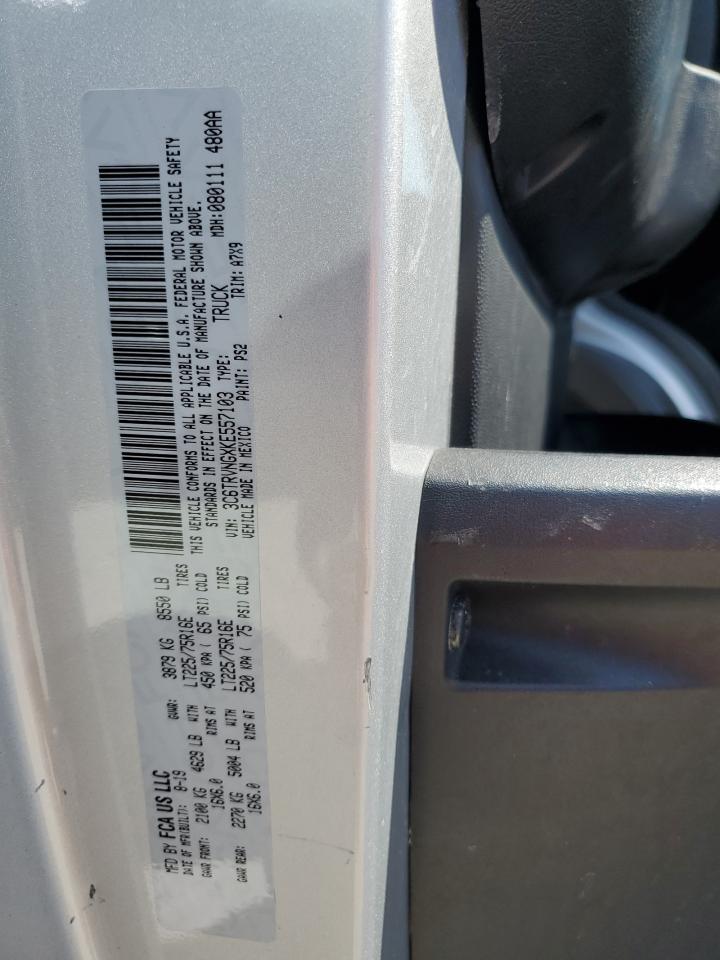 MFD BY FCA US LLC
DATE OF MFR(BUILT): 8-19 GVWR: 3879 KG 8550 LB
GAWR FRONT: 2100 KG 4629 LB WITH LT225/75R16E TIRES
16X6.0 RIMS AT 450 KPA ( 65 PSI) COLD
GAWR REAR: 2270 KG 5004 LB WITH LT225/75R16E TIRES
16X6.0 RIMS AT 520 KPA ( 75 PSI) COLD
THIS VEHICLE CONFORMS TO ALL APPLICABLE U.S.A. FEDERAL MOTOR VEHICLE SAFETY
STANDARDS IN EFFECT ON THE DATE OF MANUFACTURE SHOWN ABOVE.
VIN: 3C6TRVNGXKE557103 TYPE: TRUCK MDH:080111 480AA
VEHICLE MADE IN MEXICO PAINT: PS2 TRIM: A7X9